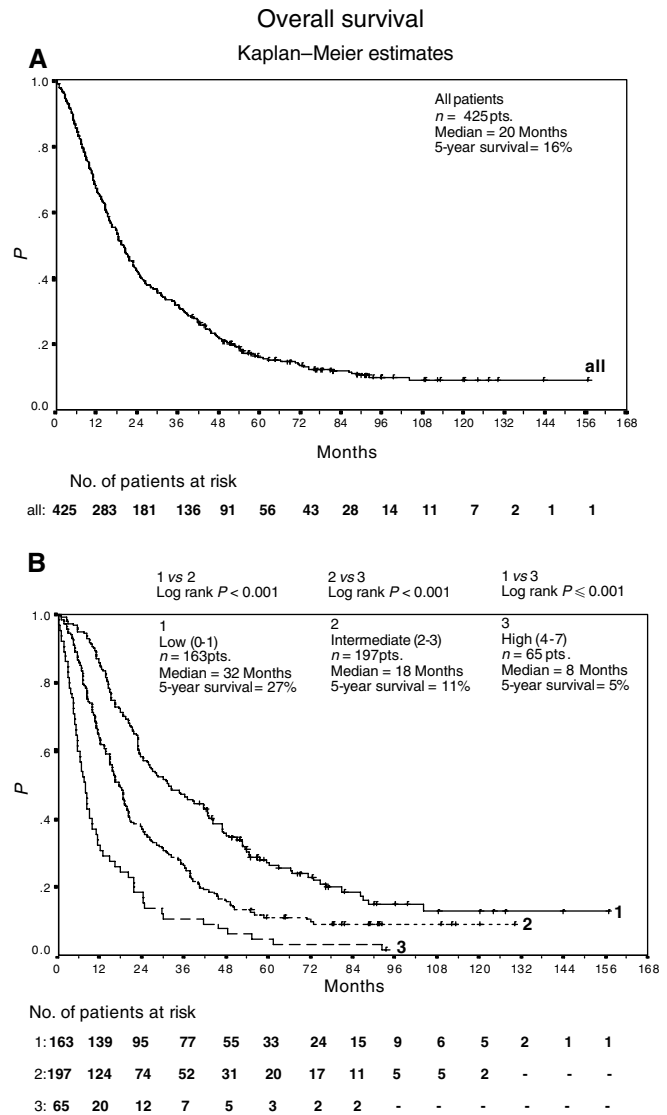 Overall survival
Kaplan–Meier estimates
A
1.0
.8
.6
.4
.2
0.0
P
All patients
n = 425 pts.
Median = 20 Months
5-year survival = 16%
all
0 12 24 36 48 60 72 84 96 108 120 132 144 156 168
Months
No. of patients at risk
all: 425 283 181 136 91 56 43 28 14 11 7 2 1 1
B
1 vs 2
Log rank P < 0.001
2 vs 3
Log rank P < 0.001
1 vs 3
Log rank P ⩽ 0.001
1.0
.8
.6
.4
.2
0.0
P
1
Low (0-1)
n = 163pts.
Median = 32 Months
5-year survival = 27%
2
Intermediate (2-3)
n = 197pts.
Median = 18 Months
5-year survival = 11%
3
High (4-7)
n = 65 pts.
Median = 8 Months
5-year survival = 5%
1
2
3
0 12 24 36 48 60 72 84 96 108 120 132 144 156 168
Months
No. of patients at risk
1: 163 139 95 77 55 33 24 15 9 6 5 2 1 1
2: 197 124 74 52 31 20 17 11 5 5 2 - - -
3: 65 20 12 7 5 3 2 2 - - - - - -